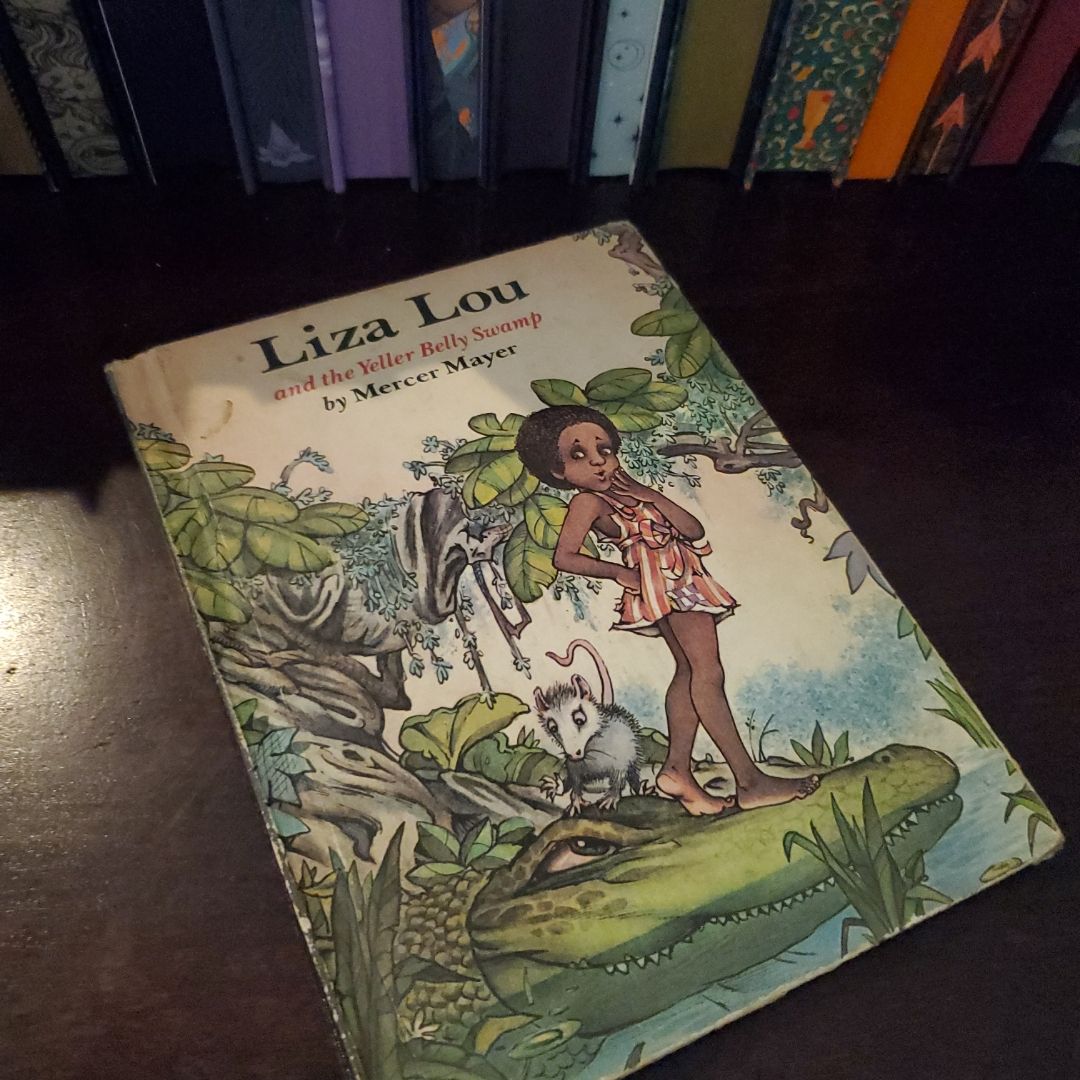 Liza Lou
and the Yeller Belly Swamp
by Mercer Mayer